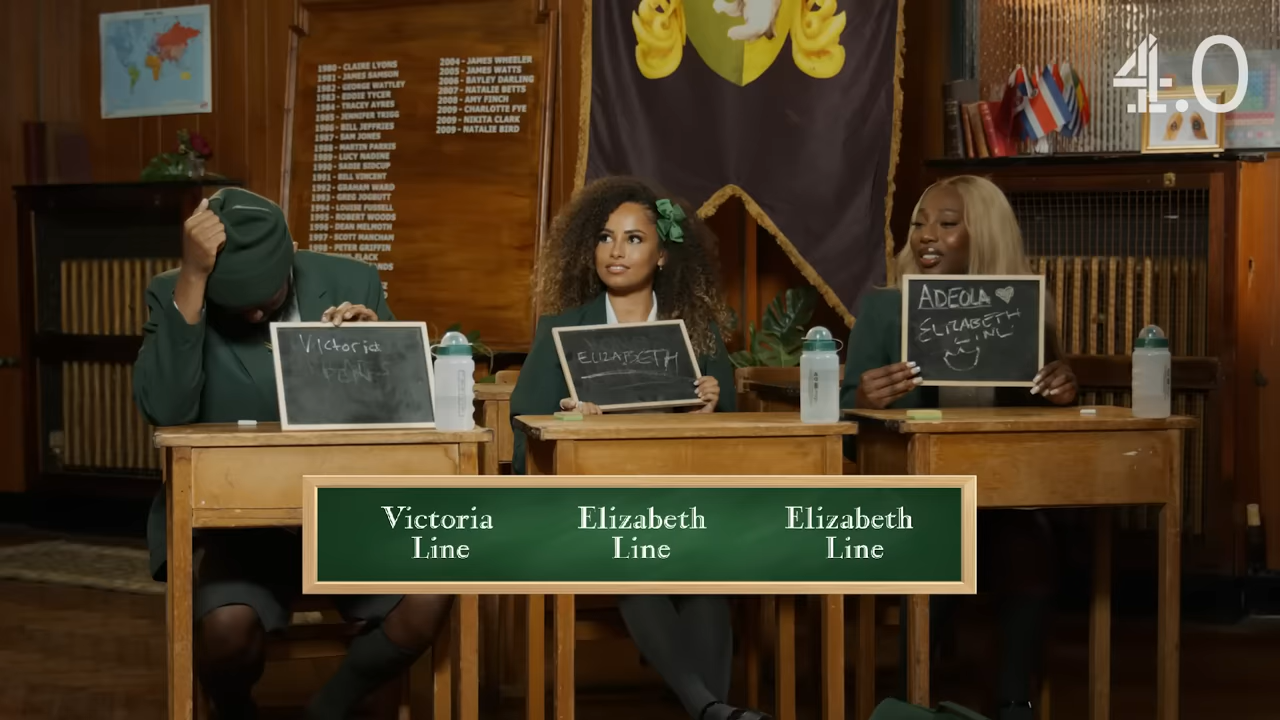 4.0
1980 - CLAIRE LYONS
1981 - JAMES SAMSON
1982 - GEORGE WATTLEY
1983 - EDDIE TYCER
1984 - TRACEY AYRES
1985 - JENNIFER TRIGG
1986 - BILL JEFFRIES
1987 - SAM JONES
1988 - MARTIN PARRIS
1989 - LUCY NADINE
1990 - SADIE SIDCUP
1991 - BILL VINCENT
1992 - GRAHAM WARD
1993 - GREG JOGBUTT
1994 - LOUISE FUSSELL
1995 - ROBERT WOODS
1996 - DEAN MELMOTH
1997 - SCOTT MANCHAM
1998 - PETER GRIFFIN
2004 - JAMES WHEELER
2005 - JAMES WATTS
2006 - BAYLEY DARLING
2007 - NATALIE BETTS
2008 - AMY FINCH
2009 - CHARLOTTE FYE
2009 - NIKITA CLARK
2009 - NATALIE BIRD
Victoria
ELIZABETH
ADEOLA
ELIZABETH
LINE
Victoria
Line
Elizabeth
Line
Elizabeth
Line